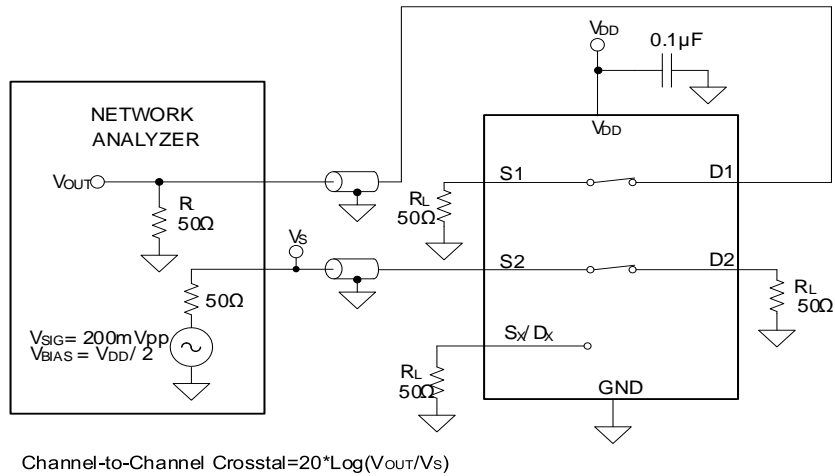 VDD
0.1µF
NETWORK
ANALYZER
VDD
VOUT
S1
D1
R
50Ω
RL
50Ω
VS
S2
D2
50Ω
RL
50Ω
VSIG= 200mVpp
VBIAS = VDD/ 2
SX/ DX
RL
50Ω
GND
Channel-to-Channel Crosstal=20*Log(VOUT/VS)